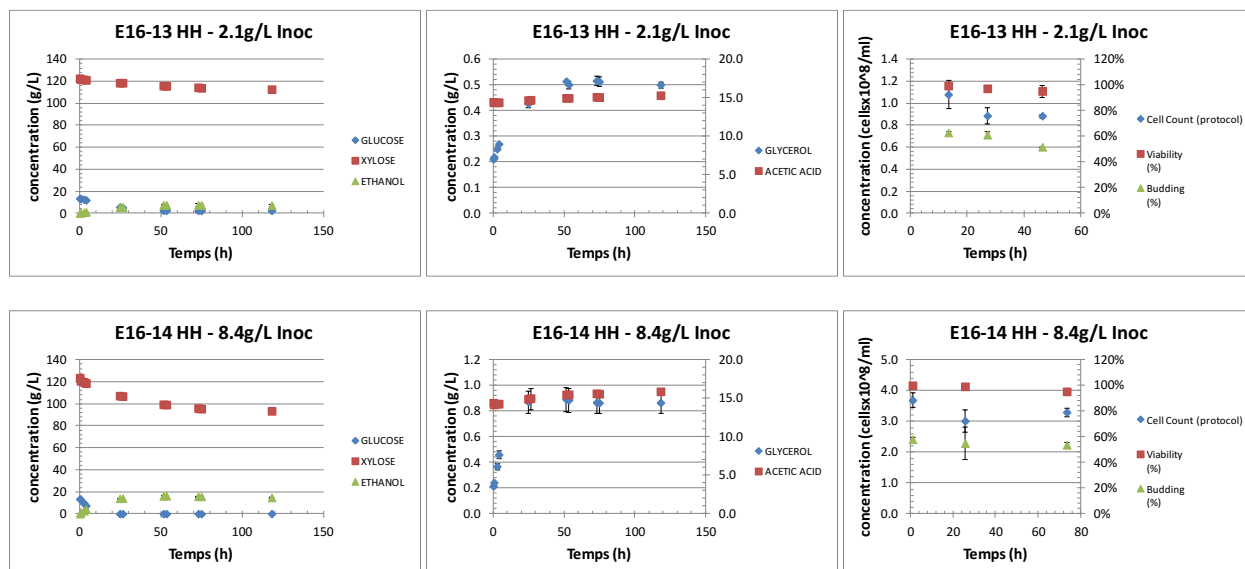 E16-13 HH - 2.1g/L Inoc
concentration (g/L)
140
120
100
80
60
40
20
0
0 50 100 150
Temps (h)
GLUCOSE
XYLOSE
ETHANOL
E16-13 HH - 2.1g/L Inoc
concentration (g/L)
0.6
0.5
0.4
0.3
0.2
0.1
0.0
20.0
15.0
10.0
5.0
0.0
0 50 100 150
Temps (h)
GLYCEROL
ACETIC ACID
E16-13 HH - 2.1g/L Inoc
concentration (cellsx10^8/ml)
1.4
1.2
1.0
0.8
0.6
0.4
0.2
0.0
120%
100%
80%
60%
40%
20%
0%
0 20 40 60
Temps (h)
Cell Count (protocol)
Viability
(%)
Budding
(%)
E16-14 HH - 8.4g/L Inoc
concentration (g/L)
140
120
100
80
60
40
20
0
0 50 100 150
Temps (h)
GLUCOSE
XYLOSE
ETHANOL
E16-14 HH - 8.4g/L Inoc
concentration (g/L)
1.2
1.0
0.8
0.6
0.4
0.2
0.0
20.0
15.0
10.0
5.0
0.0
0 50 100 150
Temps (h)
GLYCEROL
ACETIC ACID
E16-14 HH - 8.4g/L Inoc
concentration (cellsx10^8/ml)
5.0
4.0
3.0
2.0
1.0
0.0
120%
100%
80%
60%
40%
20%
0%
0 20 40 60 80
Temps (h)
Cell Count (protocol)
Viability
(%)
Budding
(%)